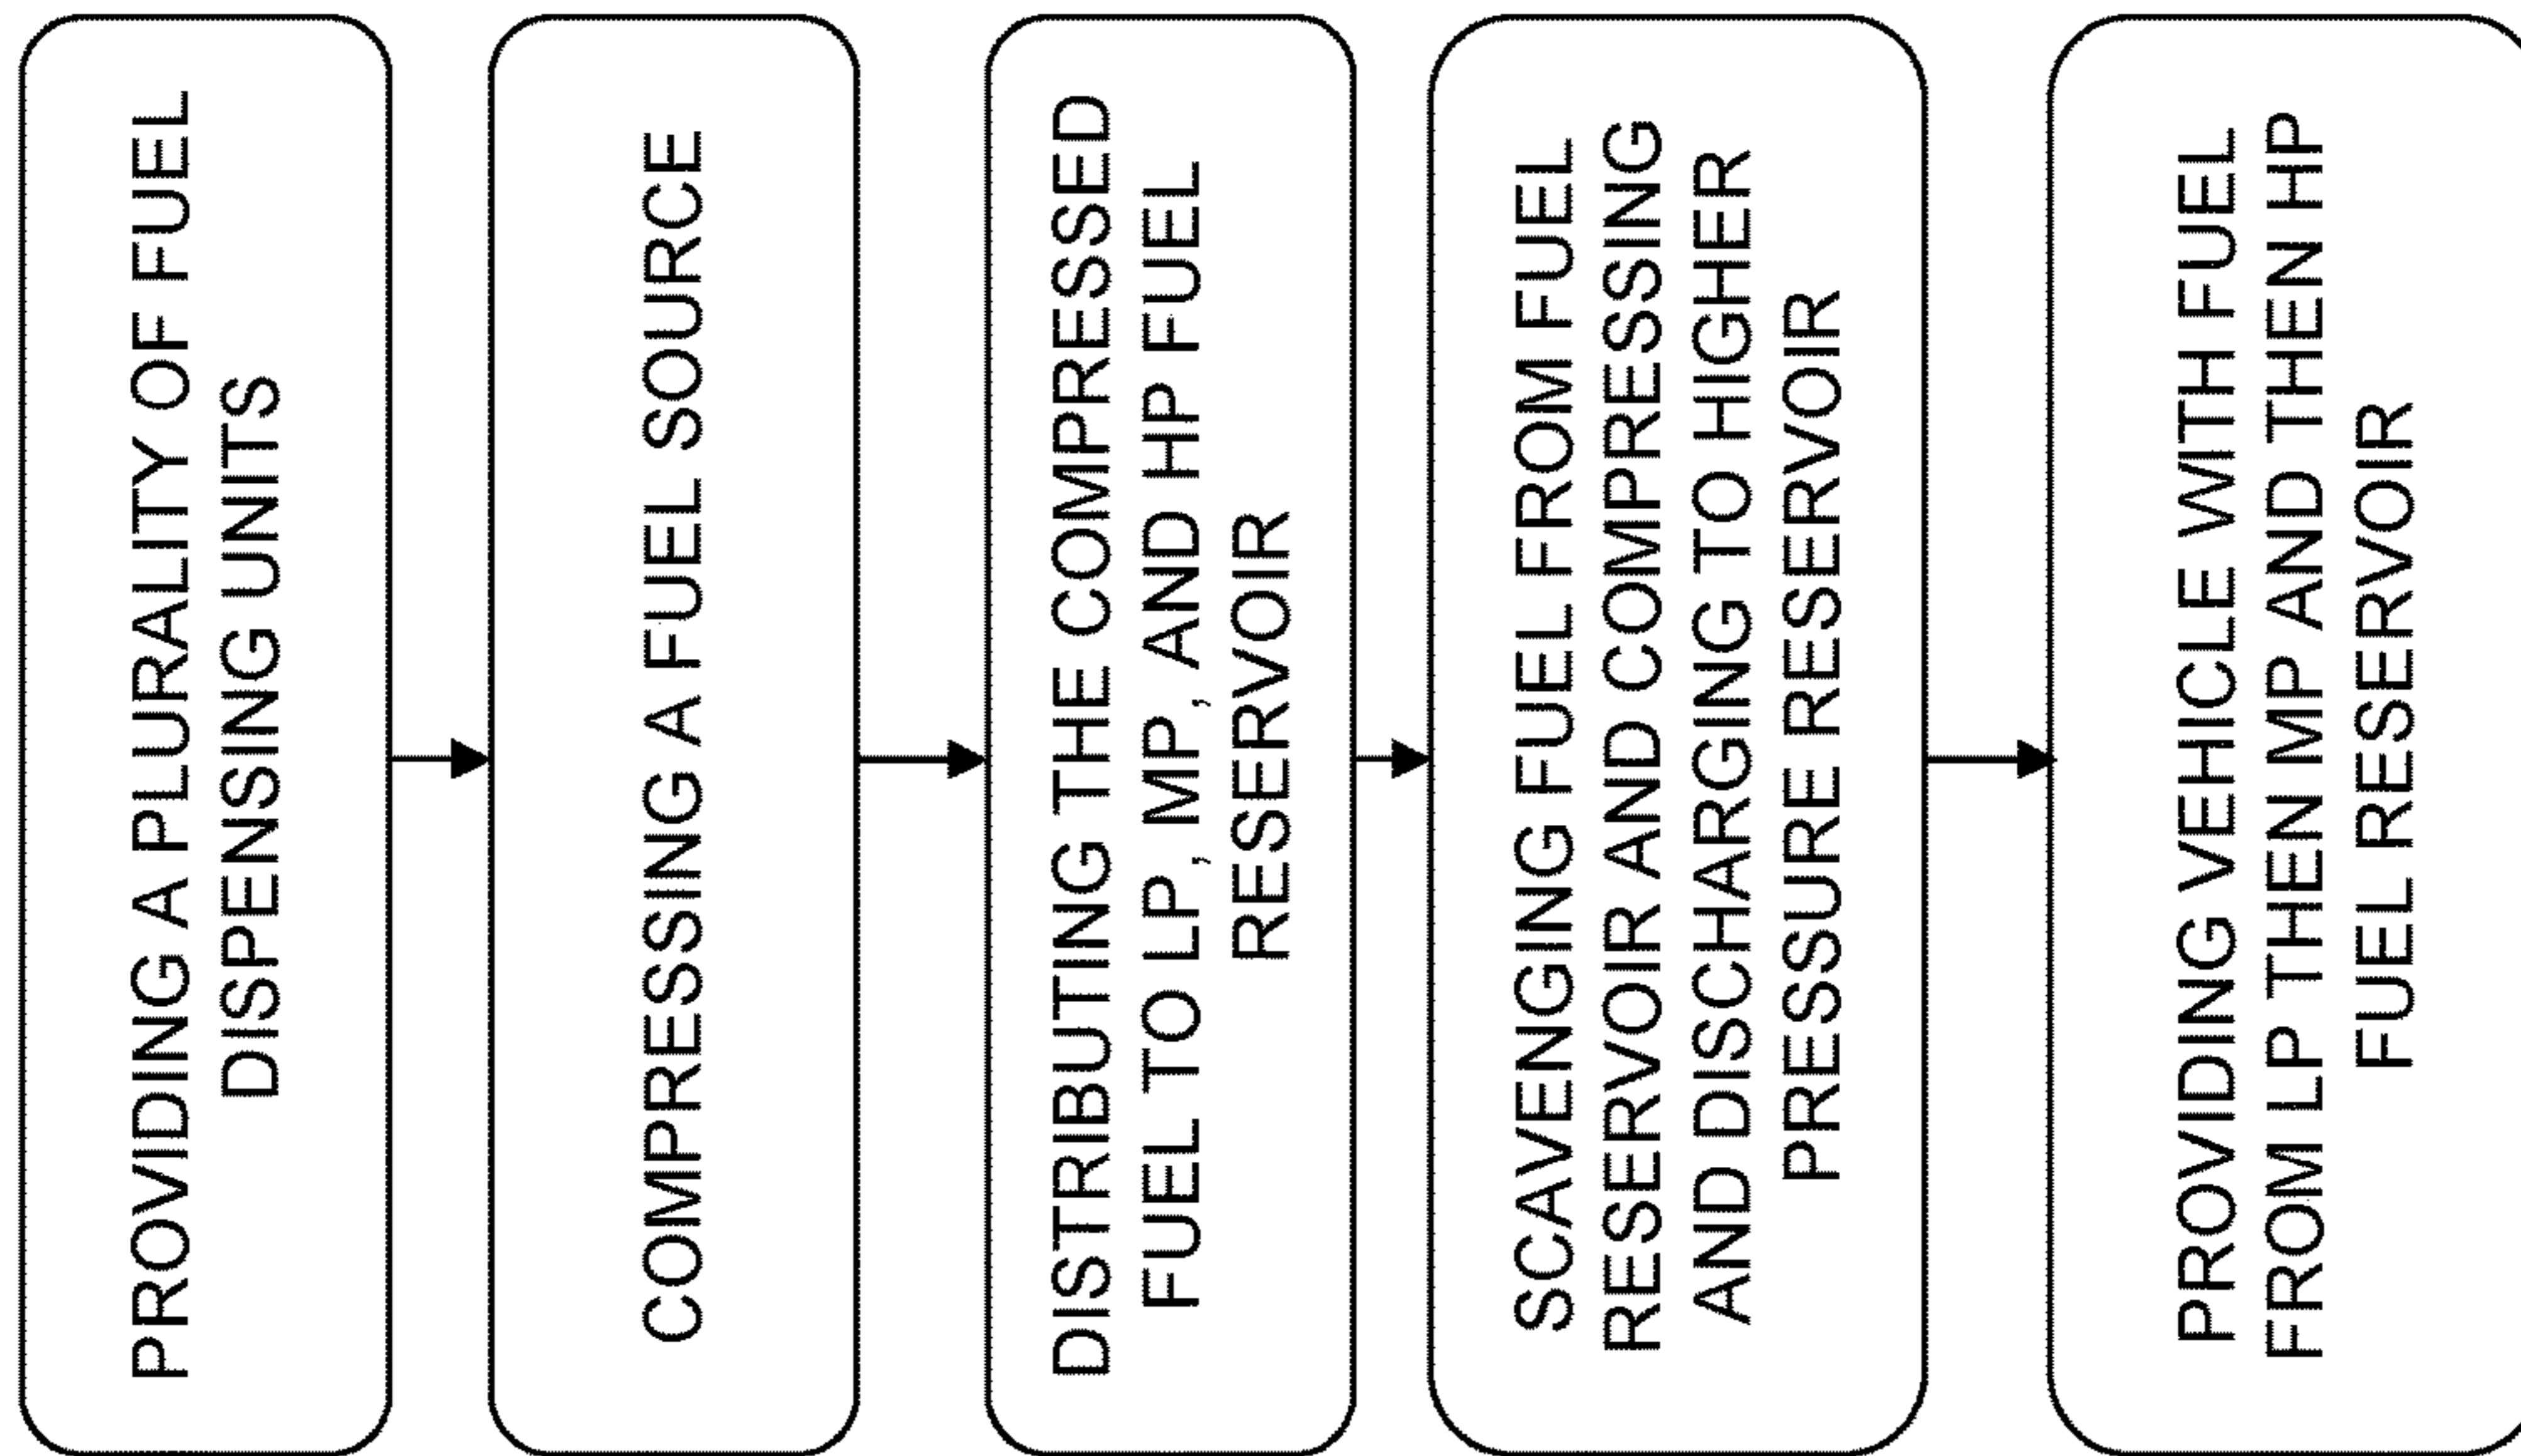 PROVIDING A PLURALITY OF FUEL
DISPENSING UNITS
COMPRESSING A FUEL SOURCE
DISTRIBUTING THE COMPRESSED
FUEL TO LP, MP, AND HP FUEL
RESERVOIR
SCAVENGING FUEL FROM FUEL
RESERVOIR AND COMPRESSING
AND DISCHARGING TO HIGHER
PRESSURE RESERVOIR
PROVIDING VEHICLE WITH FUEL
FROM LP THEN MP AND THEN HP
FUEL RESERVOIR